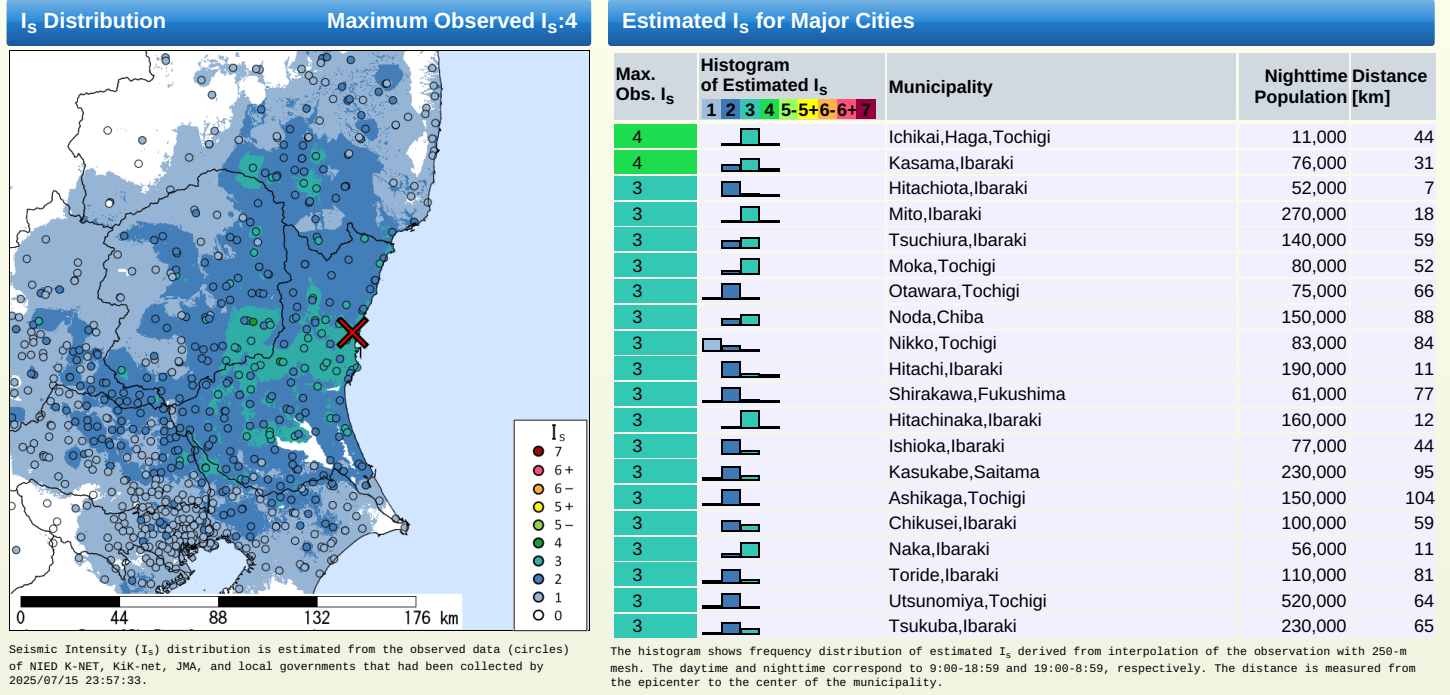 Is Distribution Maximum Observed Is:4
Is
7
6+
6−
5+
5−
4
3
2
1
0
0 44 88 132 176 km
Seismic Intensity (Is) distribution is estimated from the observed data (circles)
of NIED K-NET, KiK-net, JMA, and local governments that had been collected by
2025/07/15 23:57:33.
Estimated Is for Major Cities
Max. Obs. Is Histogram of Estimated Is Municipality Nighttime Population Distance [km]
1 2 3 4 5-5+6-6+7
4 Ichikai,Haga,Tochigi 11,000 44
4 Kasama,Ibaraki 76,000 31
3 Hitachiota,Ibaraki 52,000 7
3 Mito,Ibaraki 270,000 18
3 Tsuchiura,Ibaraki 140,000 59
3 Moka,Tochigi 80,000 52
3 Otawara,Tochigi 75,000 66
3 Noda,Chiba 150,000 88
3 Nikko,Tochigi 83,000 84
3 Hitachi,Ibaraki 190,000 11
3 Shirakawa,Fukushima 61,000 77
3 Hitachinaka,Ibaraki 160,000 12
3 Ishioka,Ibaraki 77,000 44
3 Kasukabe,Saitama 230,000 95
3 Ashikaga,Tochigi 150,000 104
3 Chikusei,Ibaraki 100,000 59
3 Naka,Ibaraki 56,000 11
3 Toride,Ibaraki 110,000 81
3 Utsunomiya,Tochigi 520,000 64
3 Tsukuba,Ibaraki 230,000 65
The histogram shows frequency distribution of estimated Is derived from interpolation of the observation with 250-m
mesh. The daytime and nighttime correspond to 9:00-18:59 and 19:00-8:59, respectively. The distance is measured from
the epicenter to the center of the municipality.